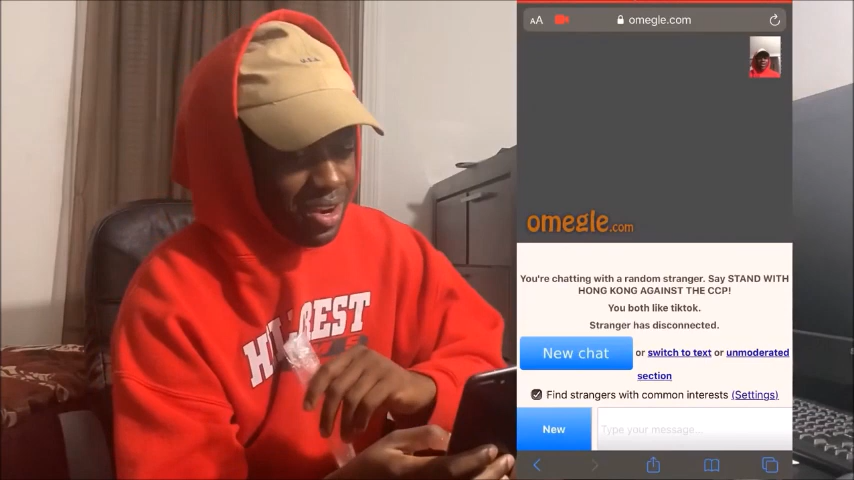 U.S.A.
HILLCREST
AA
omegle.com
omegle.com
You're chatting with a random stranger. Say STAND WITH
HONG KONG AGAINST THE CCP!
You both like tiktok.
Stranger has disconnected.
New chat or switch to text or unmoderated
section
Find strangers with common interests (Settings)
New Type your message...